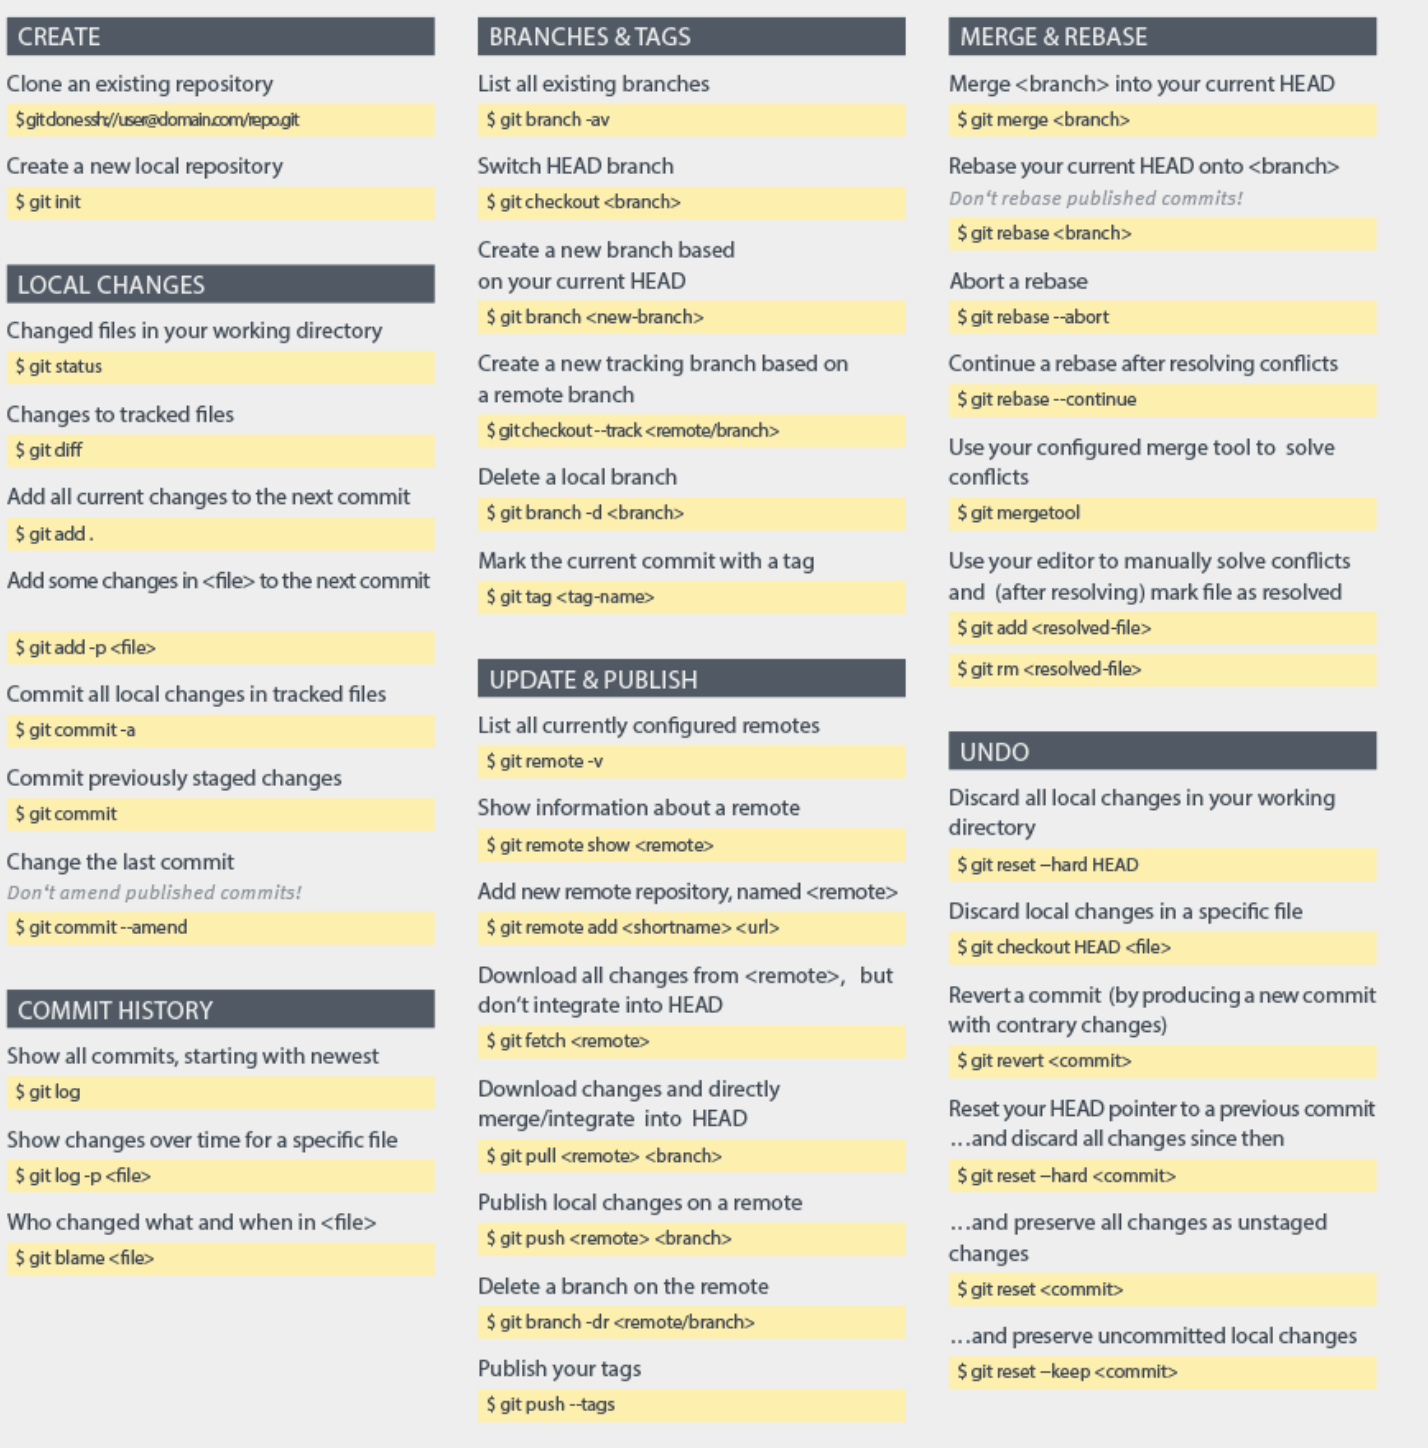 CREATE
Clone an existing repository
$ git clone ssh://user@domain.com/repo.git
Create a new local repository
$ git init
LOCAL CHANGES
Changed files in your working directory
$ git status
Changes to tracked files
$ git diff
Add all current changes to the next commit
$ git add .
Add some changes in <file> to the next commit
$ git add -p <file>
Commit all local changes in tracked files
$ git commit -a
Commit previously staged changes
$ git commit
Change the last commit
Don‘t amend published commits!
$ git commit --amend
COMMIT HISTORY
Show all commits, starting with newest
$ git log
Show changes over time for a specific file
$ git log -p <file>
Who changed what and when in <file>
$ git blame <file>
BRANCHES & TAGS
List all existing branches
$ git branch -av
Switch HEAD branch
$ git checkout <branch>
Create a new branch based
on your current HEAD
$ git branch <new-branch>
Create a new tracking branch based on
a remote branch
$ git checkout --track <remote/branch>
Delete a local branch
$ git branch -d <branch>
Mark the current commit with a tag
$ git tag <tag-name>
UPDATE & PUBLISH
List all currently configured remotes
$ git remote -v
Show information about a remote
$ git remote show <remote>
Add new remote repository, named <remote>
$ git remote add <shortname> <url>
Download all changes from <remote>, but
don’t integrate into HEAD
$ git fetch <remote>
Download changes and directly
merge/integrate into HEAD
$ git pull <remote> <branch>
Publish local changes on a remote
$ git push <remote> <branch>
Delete a branch on the remote
$ git branch -dr <remote/branch>
Publish your tags
$ git push --tags
MERGE & REBASE
Merge <branch> into your current HEAD
$ git merge <branch>
Rebase your current HEAD onto <branch>
Don‘t rebase published commits!
$ git rebase <branch>
Abort a rebase
$ git rebase --abort
Continue a rebase after resolving conflicts
$ git rebase --continue
Use your configured merge tool to solve
conflicts
$ git mergetool
Use your editor to manually solve conflicts
and (after resolving) mark file as resolved
$ git add <resolved-file>
$ git rm <resolved-file>
UNDO
Discard all local changes in your working
directory
$ git reset --hard HEAD
Discard local changes in a specific file
$ git checkout HEAD <file>
Revert a commit (by producing a new commit
with contrary changes)
$ git revert <commit>
Reset your HEAD pointer to a previous commit
…and discard all changes since then
$ git reset --hard <commit>
…and preserve all changes as unstaged
changes
$ git reset <commit>
…and preserve uncommitted local changes
$ git reset --keep <commit>